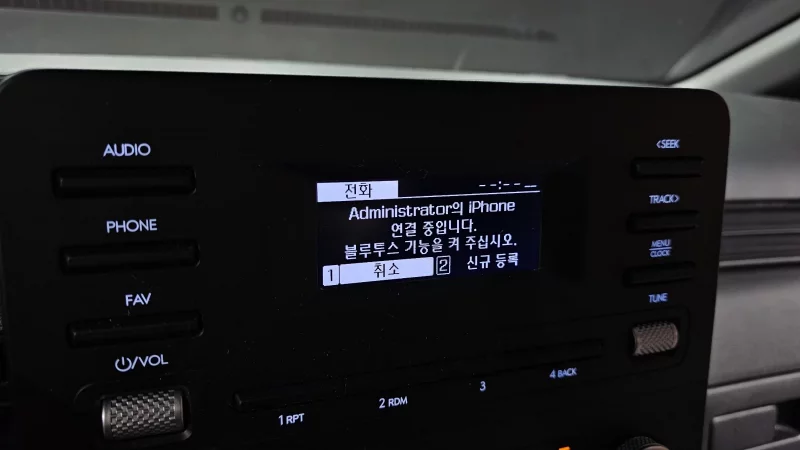 AUDIO
PHONE
FAV
⏻/VOL
전화
--:--
Administrator의 iPhone
연결 중입니다.
블루투스 기능을 켜 주십시오.
1 취소 2 신규 등록
<SEEK
TRACK>
MENU/
CLOCK
TUNE
1 RPT
2 RDM
3
4 BACK